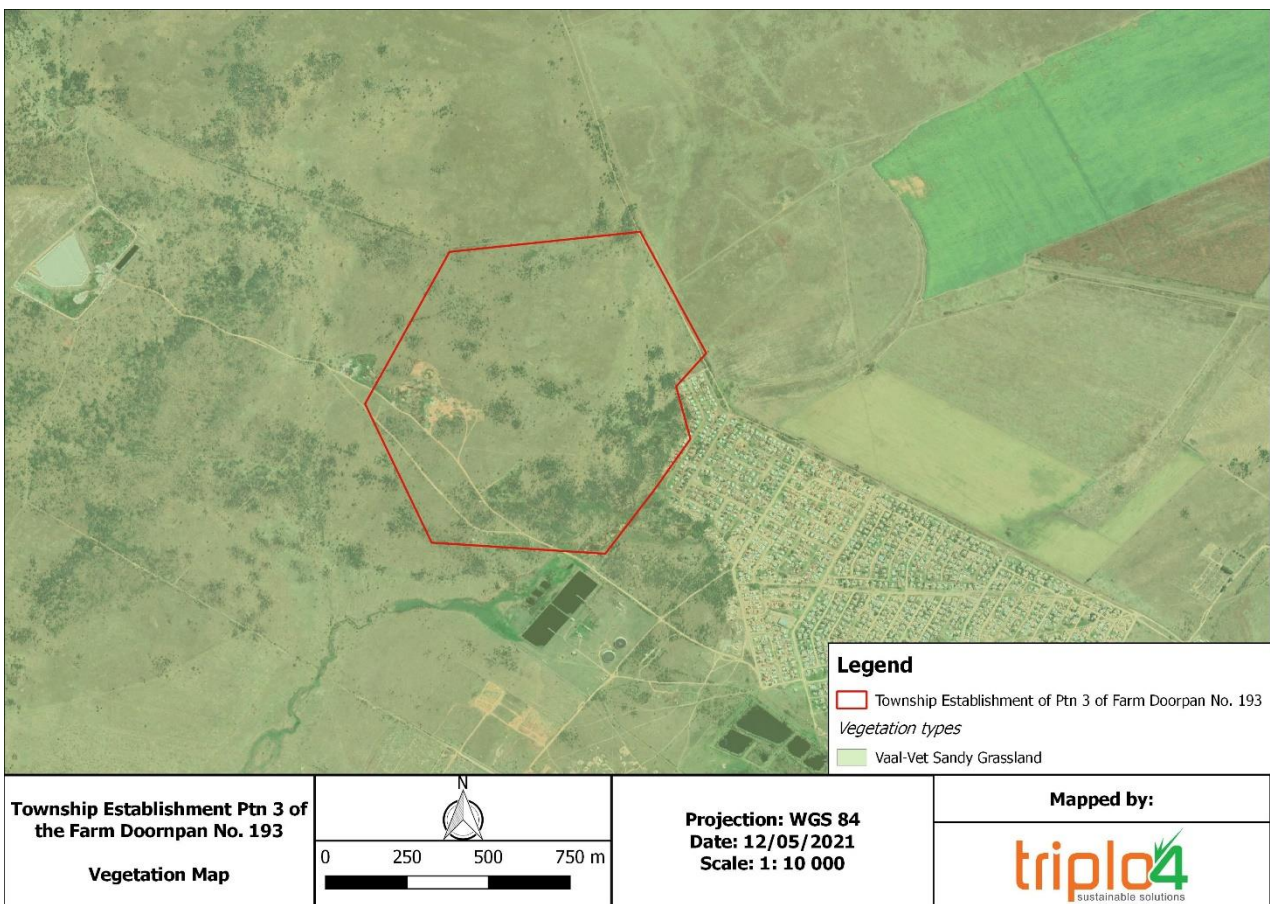 Legend
Township Establishment of Ptn 3 of Farm Doorpan No. 193
Vegetation types
Vaal-Vet Sandy Grassland
Township Establishment Ptn 3 of
the Farm Doornpan No. 193
Vegetation Map
N
0 250 500 750 m
Projection: WGS 84
Date: 12/05/2021
Scale: 1: 10 000
Mapped by:
triplo4
sustainable solutions